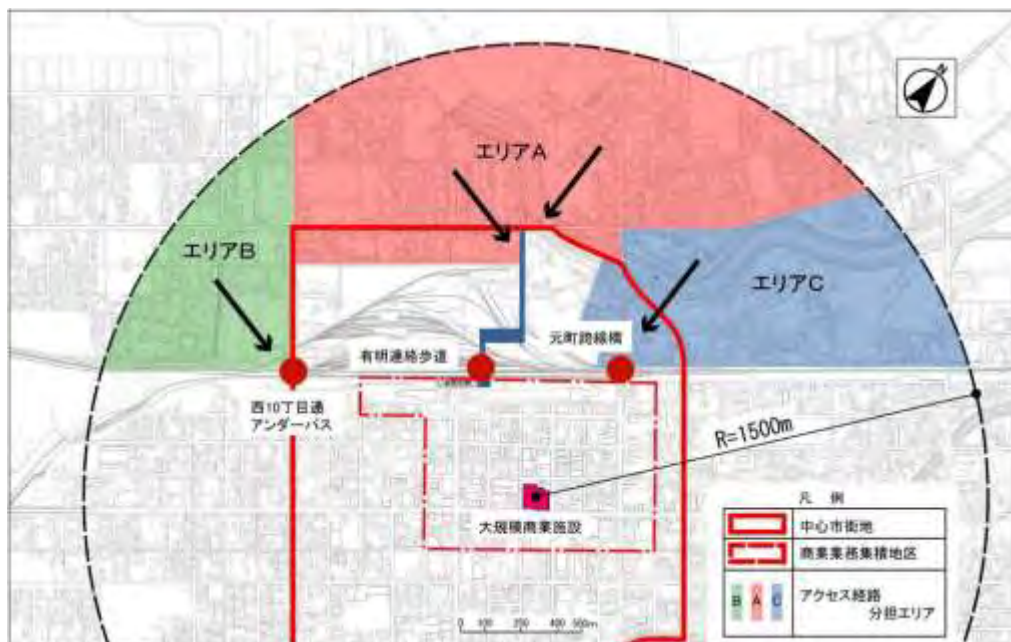 N
エリアA
エリアB
エリアC
元町跨線橋
有明連絡歩道
西10丁目通
アンダーパス
R=1500m
大規模商業施設
凡 例
中心市街地
商業業務集積地区
B A C
アクセス経路
分担エリア
0 100 200 400 500m